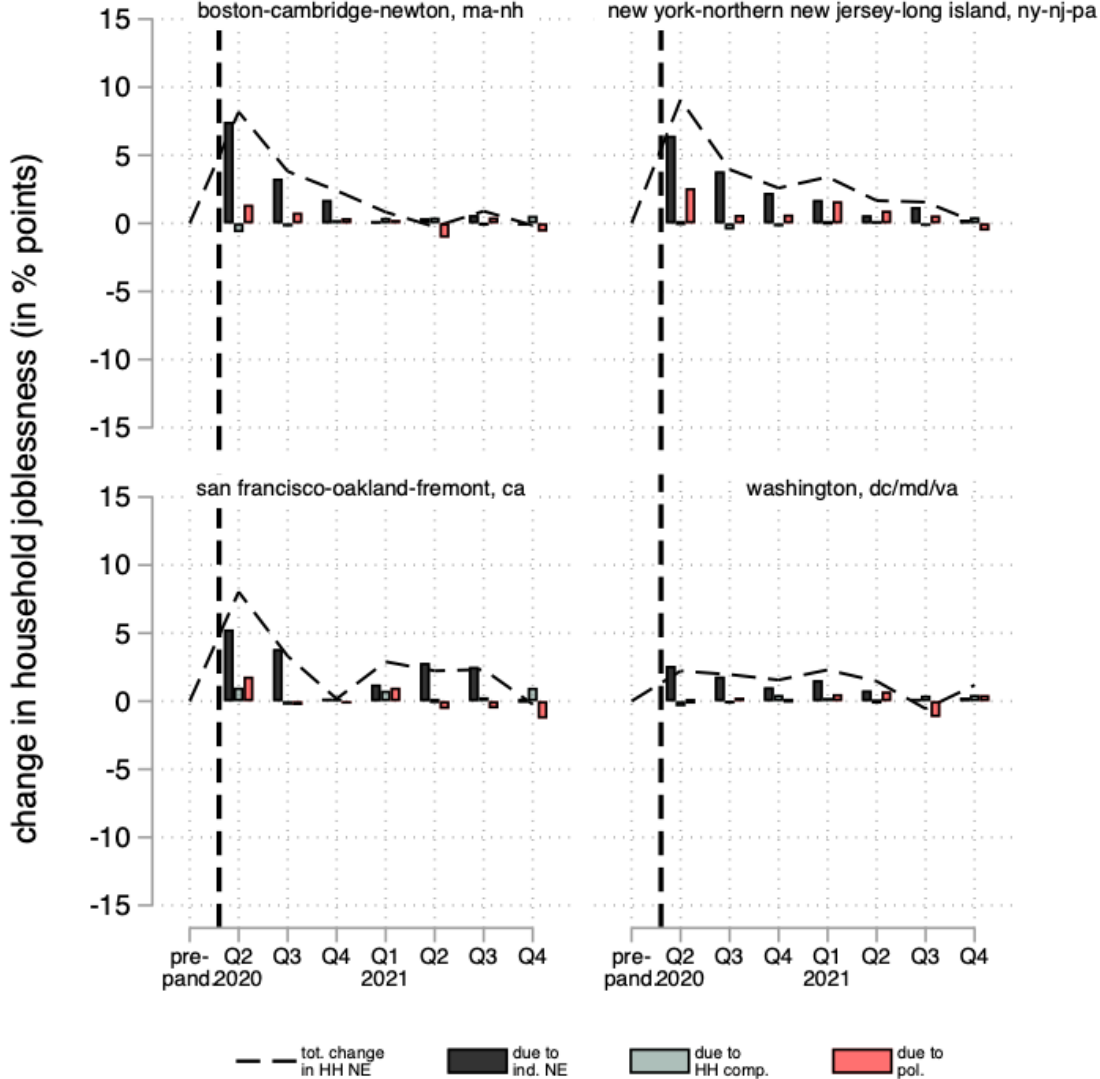 change in household joblessness (in % points)
boston-cambridge-newton, ma-nh
new york-northern new jersey-long island, ny-nj-pa
15
10
5
0
-5
-10
-15
san francisco-oakland-fremont, ca
washington, dc/md/va
15
10
5
0
-5
-10
-15
pre- Q2 Q3 Q4 Q1 Q2 Q3 Q4
pand. 2020 2021
pre- Q2 Q3 Q4 Q1 Q2 Q3 Q4
pand. 2020 2021
tot. change
in HH NE
due to
ind. NE
due to
HH comp.
due to
pol.